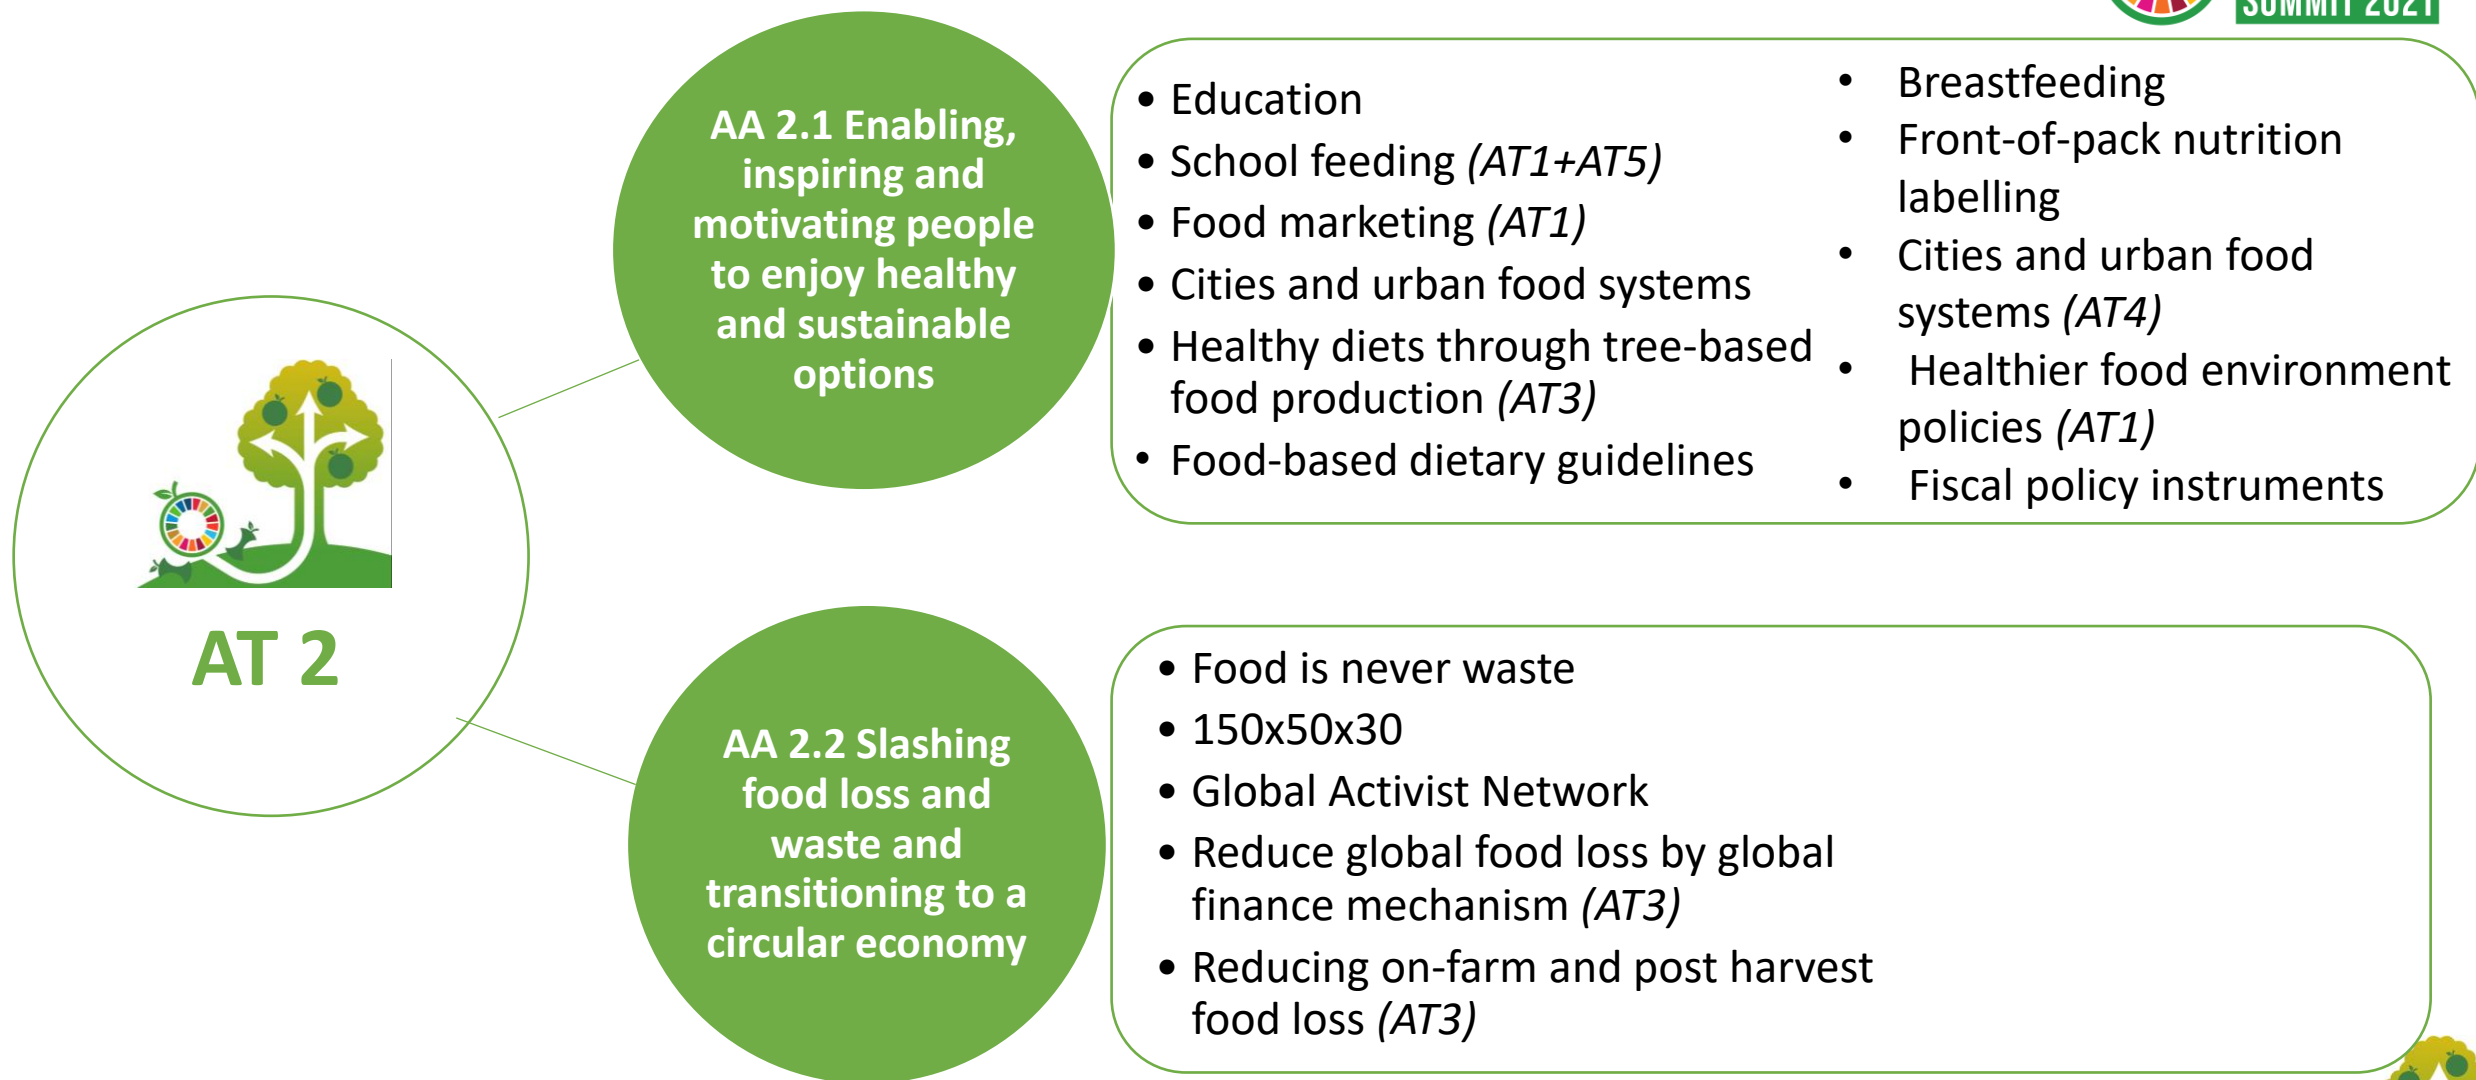 SUMMIT 2021
AA 2.1 Enabling,
inspiring and
motivating people
to enjoy healthy
and sustainable
options
• Education
• School feeding (AT1+AT5)
• Food marketing (AT1)
• Cities and urban food systems
• Healthy diets through tree-based
food production (AT3)
• Food-based dietary guidelines
• Breastfeeding
• Front-of-pack nutrition
labelling
• Cities and urban food
systems (AT4)
• Healthier food environment
policies (AT1)
• Fiscal policy instruments
AT 2
AA 2.2 Slashing
food loss and
waste and
transitioning to a
circular economy
• Food is never waste
• 150x50x30
• Global Activist Network
• Reduce global food loss by global
finance mechanism (AT3)
• Reducing on-farm and post harvest
food loss (AT3)